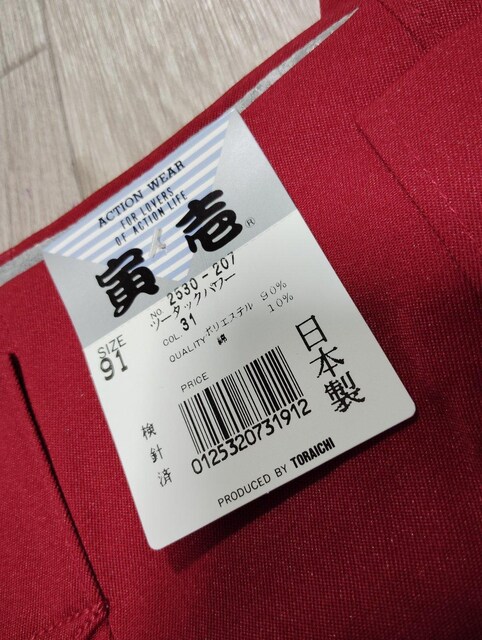 ACTION WEAR
FOR LOVERS
OF ACTION LIFE
寅壱®
SIZE
91
NO. 2530-207
ツータックパワー
COL. 31
QUALITY ポリエステル 90%
綿 10%
PRICE
0125320731912
検針済
日本製
PRODUCED BY TORAICHI